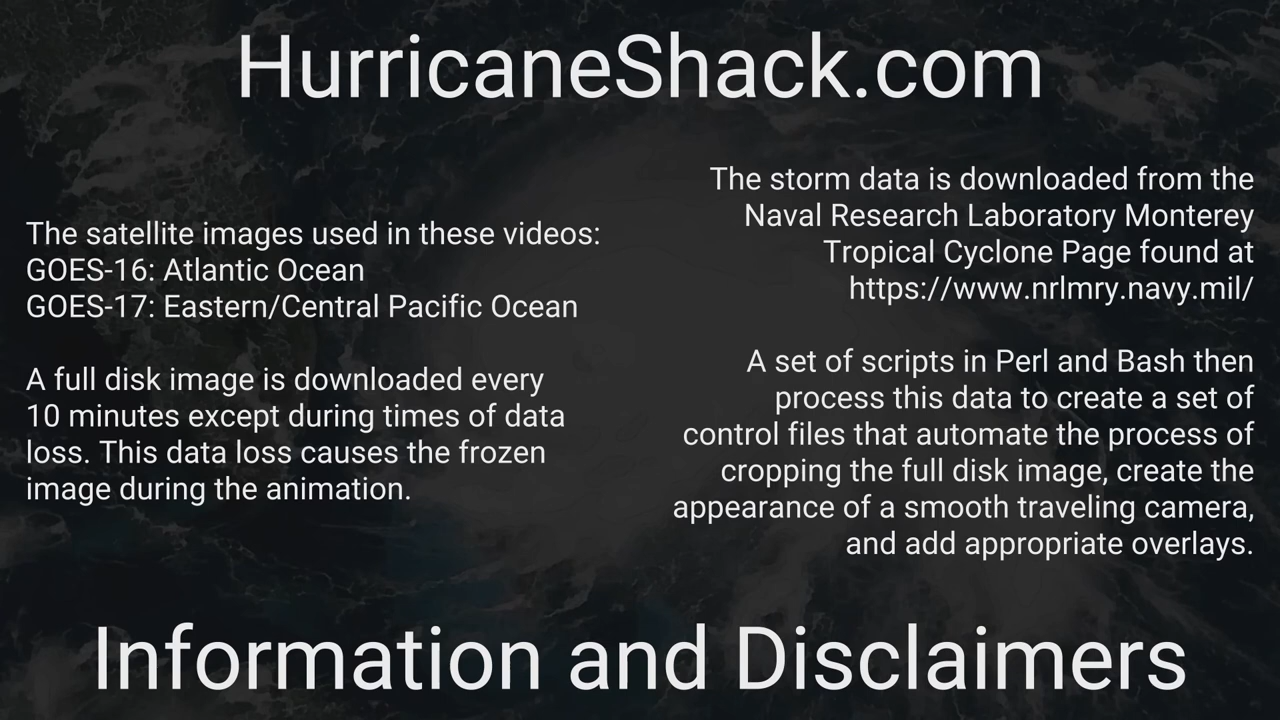 HurricaneShack.com
The satellite images used in these videos:
GOES-16: Atlantic Ocean
GOES-17: Eastern/Central Pacific Ocean
A full disk image is downloaded every
10 minutes except during times of data
loss. This data loss causes the frozen
image during the animation.
The storm data is downloaded from the
Naval Research Laboratory Monterey
Tropical Cyclone Page found at
https://www.nrlmry.navy.mil/
A set of scripts in Perl and Bash then
process this data to create a set of
control files that automate the process of
cropping the full disk image, create the
appearance of a smooth traveling camera,
and add appropriate overlays.
Information and Disclaimers